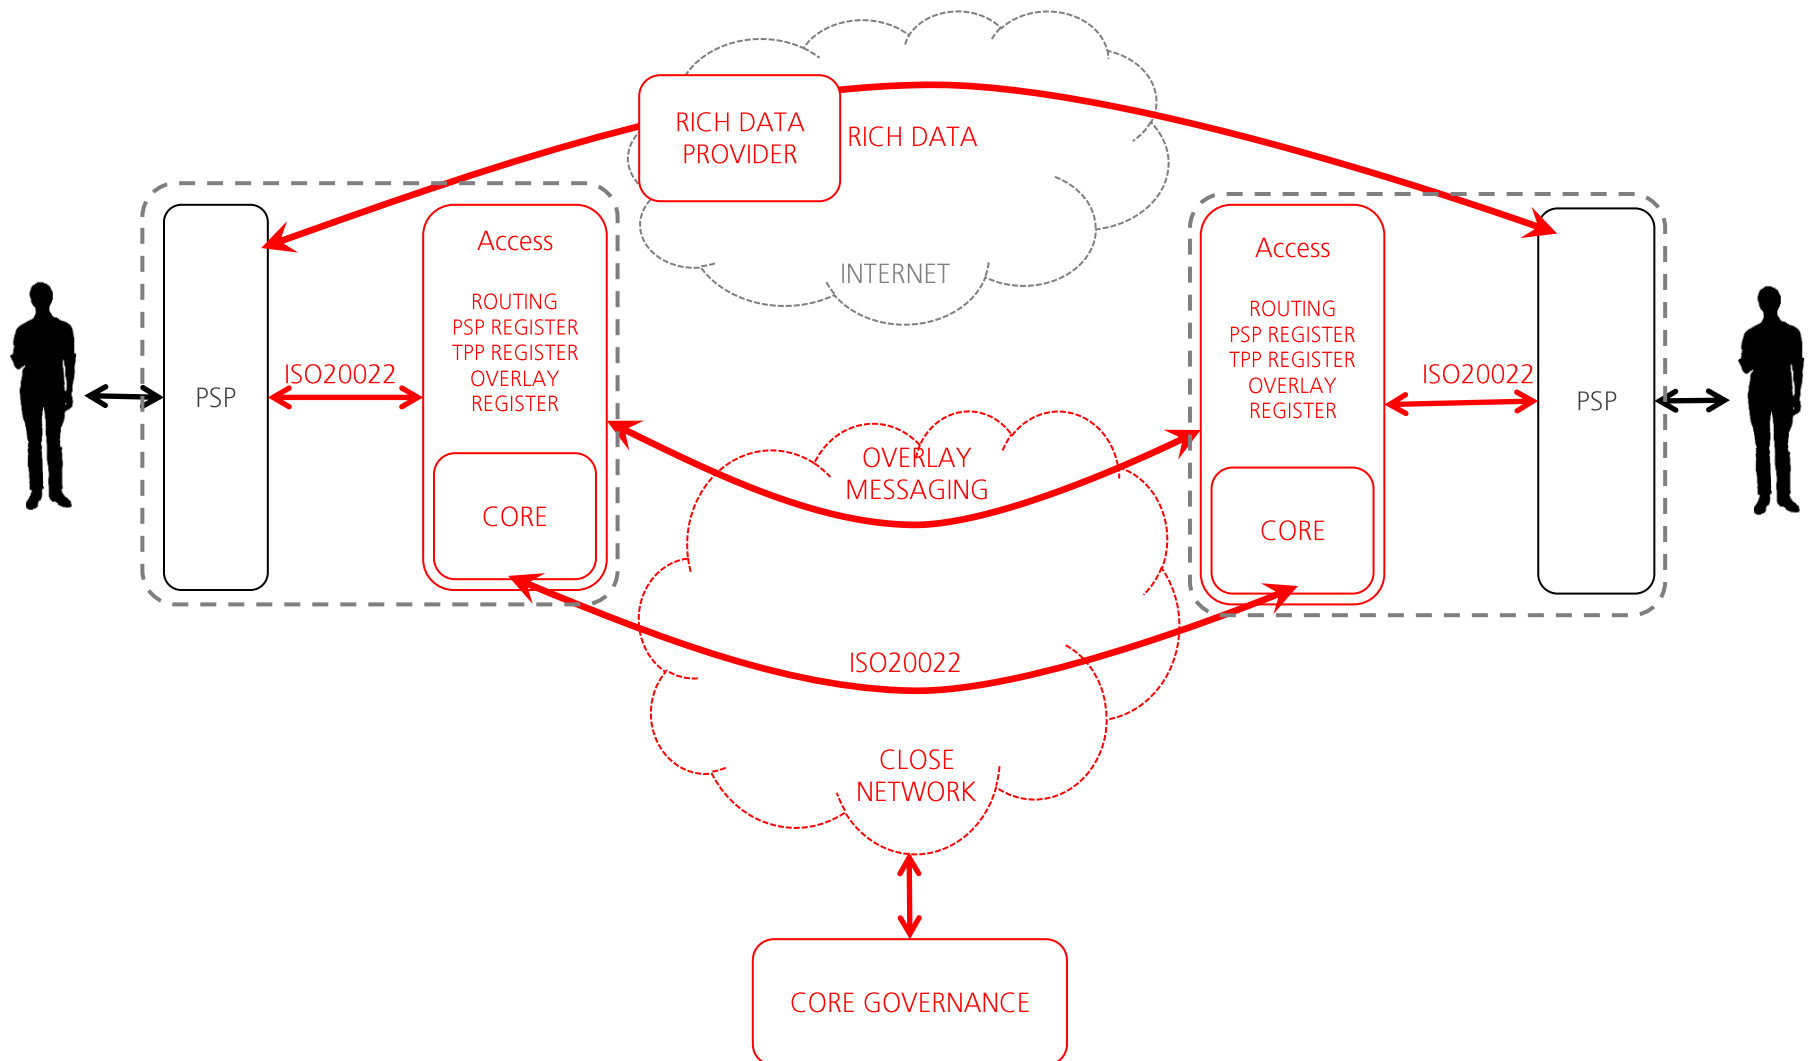 RICH DATA
PROVIDER
RICH DATA
INTERNET
PSP
ISO20022
Access
ROUTING
PSP REGISTER
TPP REGISTER
OVERLAY
REGISTER
CORE
OVERLAY
MESSAGING
ISO20022
CLOSE
NETWORK
Access
ROUTING
PSP REGISTER
TPP REGISTER
OVERLAY
REGISTER
CORE
ISO20022
PSP
CORE GOVERNANCE